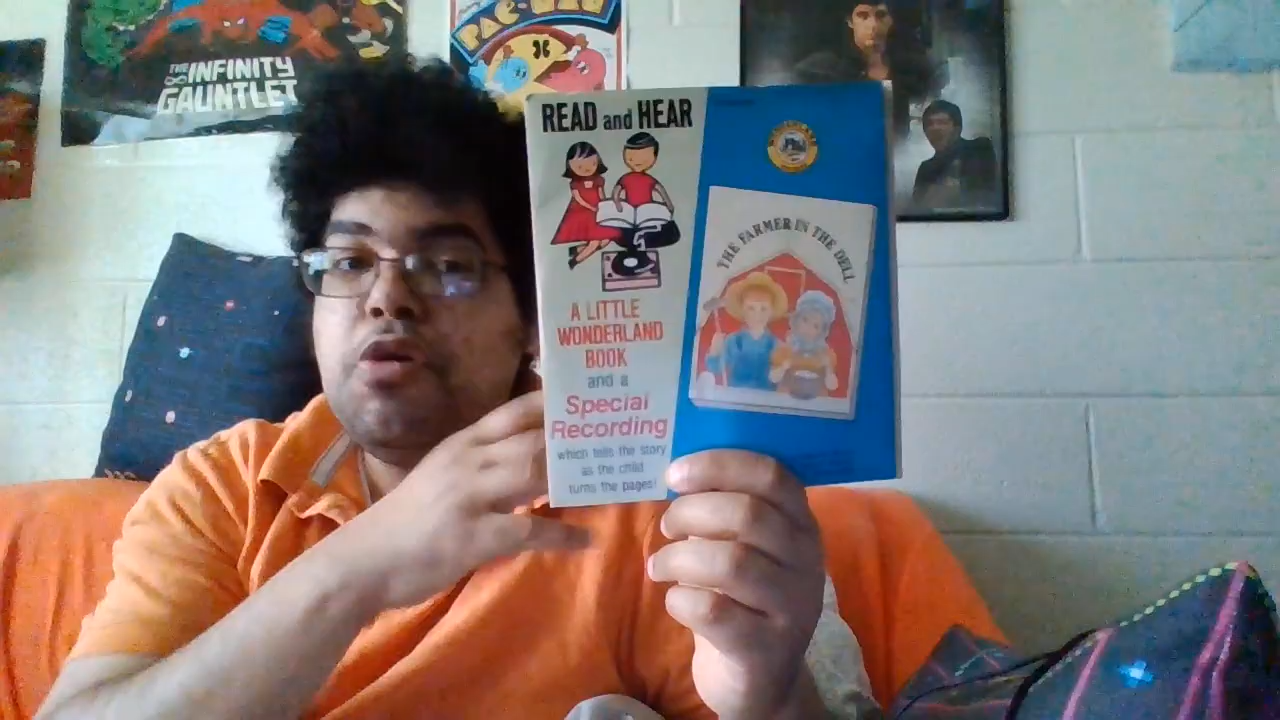 THE
INFINITY
GAUNTLET
PAC-MAN
READ and HEAR
A LITTLE
WONDERLAND
BOOK
and a
Special
Recording
which tells the story
as the child
turns the pages!
THE FARMER IN THE DELL